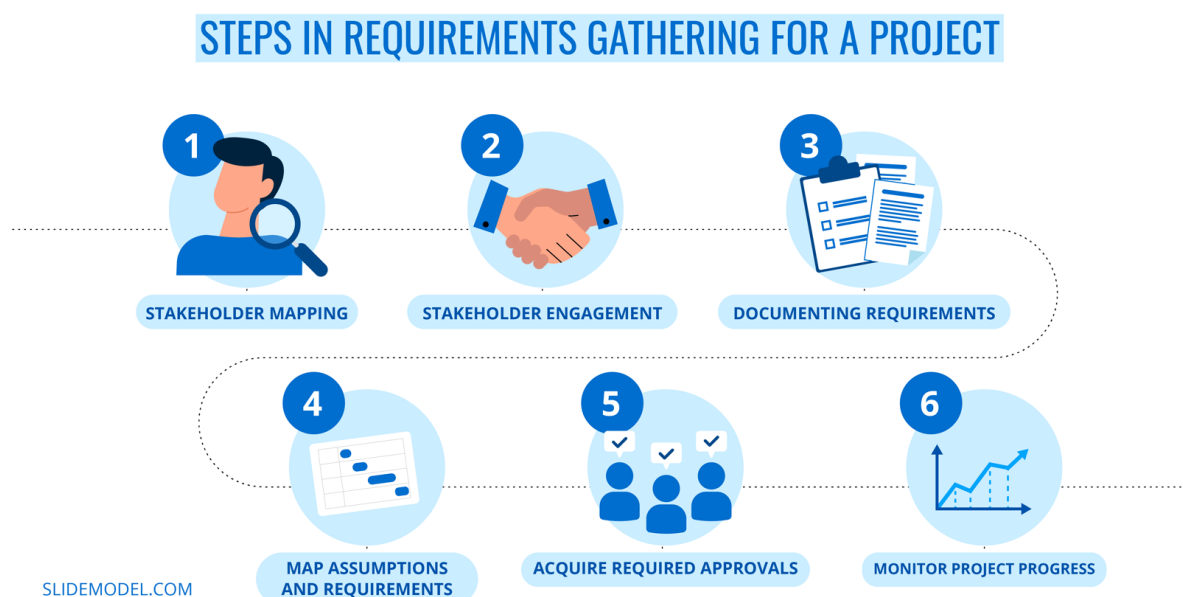 STEPS IN REQUIREMENTS GATHERING FOR A PROJECT
1
2
3
STAKEHOLDER MAPPING
STAKEHOLDER ENGAGEMENT
DOCUMENTING REQUIREMENTS
4
5
6
MAP ASSUMPTIONS
AND REQUIREMENTS
ACQUIRE REQUIRED APPROVALS
MONITOR PROJECT PROGRESS
SLIDEMODEL.COM